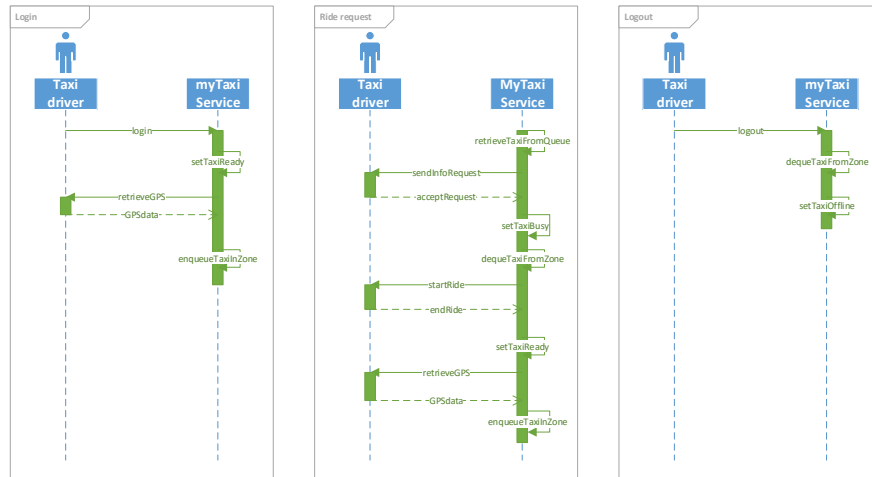 Login
Taxi
driver
myTaxi
Service
login
setTaxiReady
retrieveGPS
GPSdata
enqueueTaxiInZone
Ride request
Taxi
driver
MyTaxi
Service
retrieveTaxiFromQueue
sendInfoRequest
acceptRequest
setTaxiBusy
dequeTaxiFromZone
startRide
endRide
setTaxiReady
retrieveGPS
GPSdata
enqueueTaxiInZone
Logout
Taxi
driver
myTaxi
Service
logout
dequeTaxiFromZone
setTaxiOffline